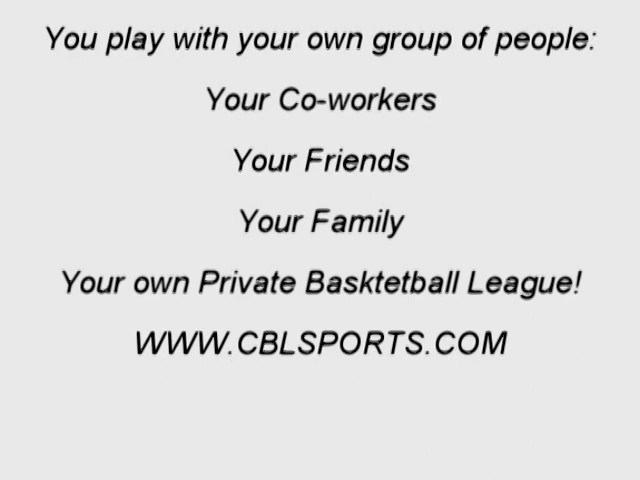 You play with your own group of people:
Your Co-workers
Your Friends
Your Family
Your own Private Basktetball League!
WWW.CBLSPORTS.COM